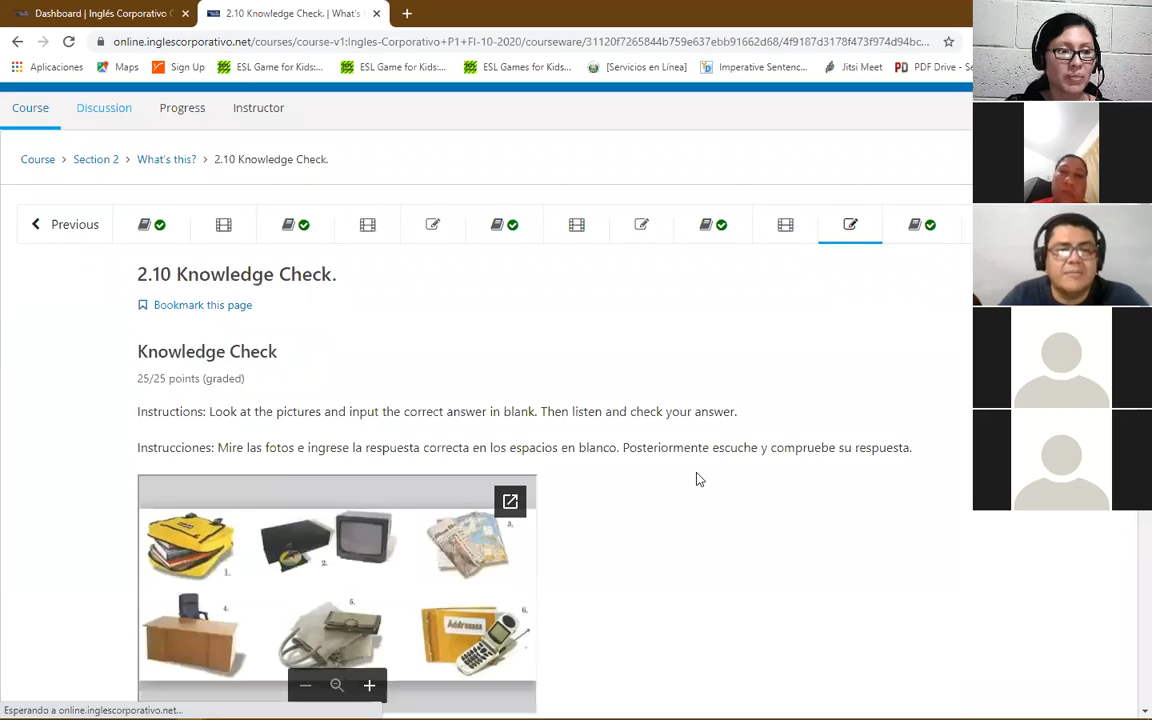 Dashboard | Inglés Corporativo C
2.10 Knowledge Check. | What's t
online.inglescorporativo.net/courses/course-v1:Ingles-Corporativo+P1+FI-10-2020/courseware/31120f7265844b759e637ebb91662d68/4f9187d3178f473f974d94bc...
Aplicaciones
Maps
Sign Up
ESL Game for Kids:...
ESL Game for Kids:...
ESL Games for Kids...
[Servicios en Línea]
Imperative Sentenc...
Jitsi Meet
PDF Drive - Se
Course
Discussion
Progress
Instructor
Course > Section 2 > What's this? > 2.10 Knowledge Check.
Previous
2.10 Knowledge Check.
Bookmark this page
Knowledge Check
25/25 points (graded)
Instructions: Look at the pictures and input the correct answer in blank. Then listen and check your answer.
Instrucciones: Mire las fotos e ingrese la respuesta correcta en los espacios en blanco. Posteriormente escuche y compruebe su respuesta.
1.
2.
3.
4.
5.
6.
Addresses
Esperando a online.inglescorporativo.net...